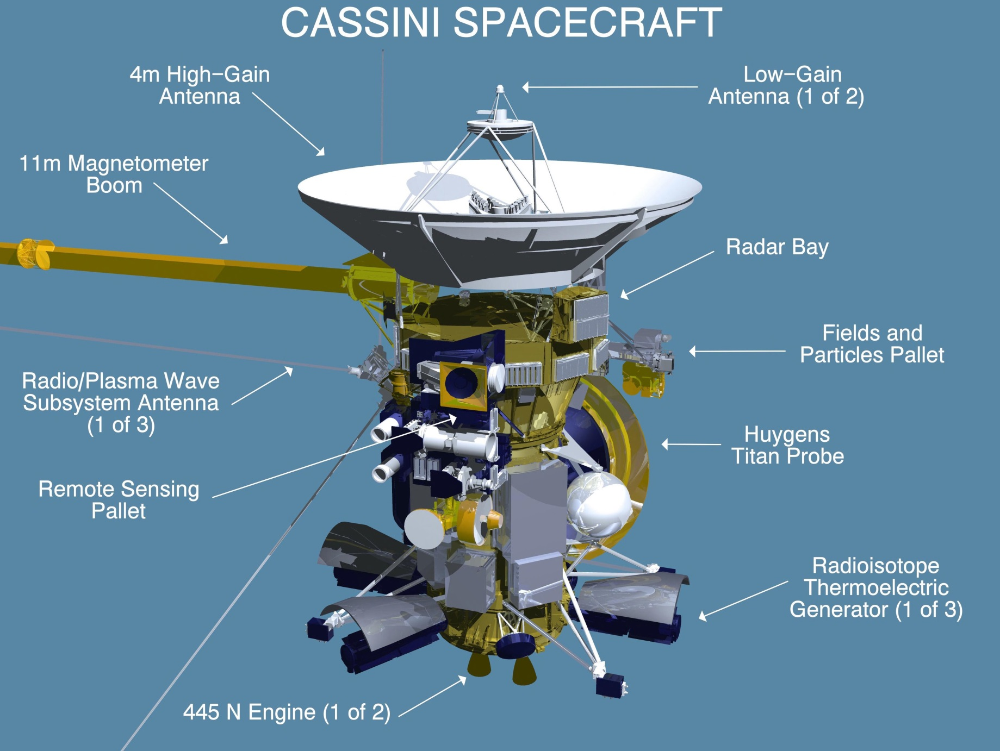 CASSINI SPACECRAFT
4m High-Gain
Antenna
Low-Gain
Antenna (1 of 2)
11m Magnetometer
Boom
Radar Bay
Fields and
Particles Pallet
Radio/Plasma Wave
Subsystem Antenna
(1 of 3)
Huygens
Titan Probe
Remote Sensing
Pallet
Radioisotope
Thermoelectric
Generator (1 of 3)
445 N Engine (1 of 2)